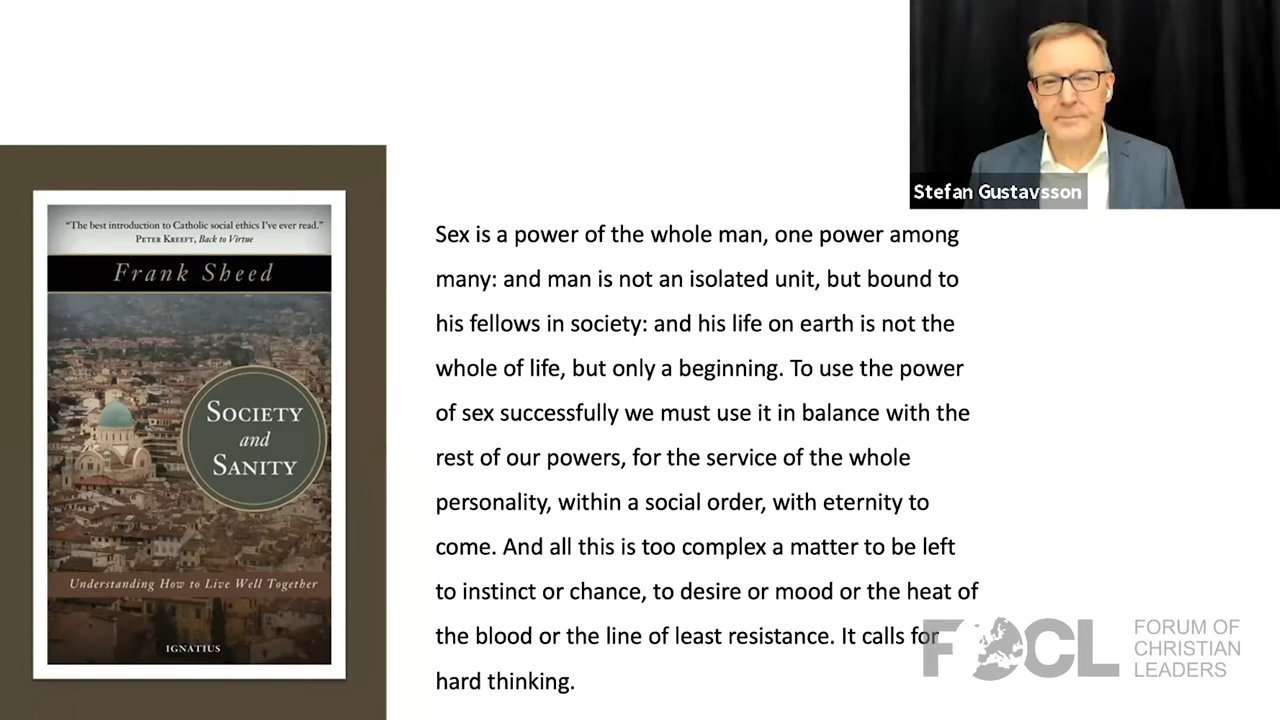 Stefan Gustavsson
“The best introduction to Catholic social ethics I’ve ever read.”
PETER KREEFT, Back to Virtue
Frank Sheed
SOCIETY
and
SANITY
Understanding How to Live Well Together
IGNATIUS
Sex is a power of the whole man, one power among
many: and man is not an isolated unit, but bound to
his fellows in society: and his life on earth is not the
whole of life, but only a beginning. To use the power
of sex successfully we must use it in balance with the
rest of our powers, for the service of the whole
personality, within a social order, with eternity to
come. And all this is too complex a matter to be left
to instinct or chance, to desire or mood or the heat of
the blood or the line of least resistance. It calls for
hard thinking.
FOCL
FORUM OF
CHRISTIAN
LEADERS